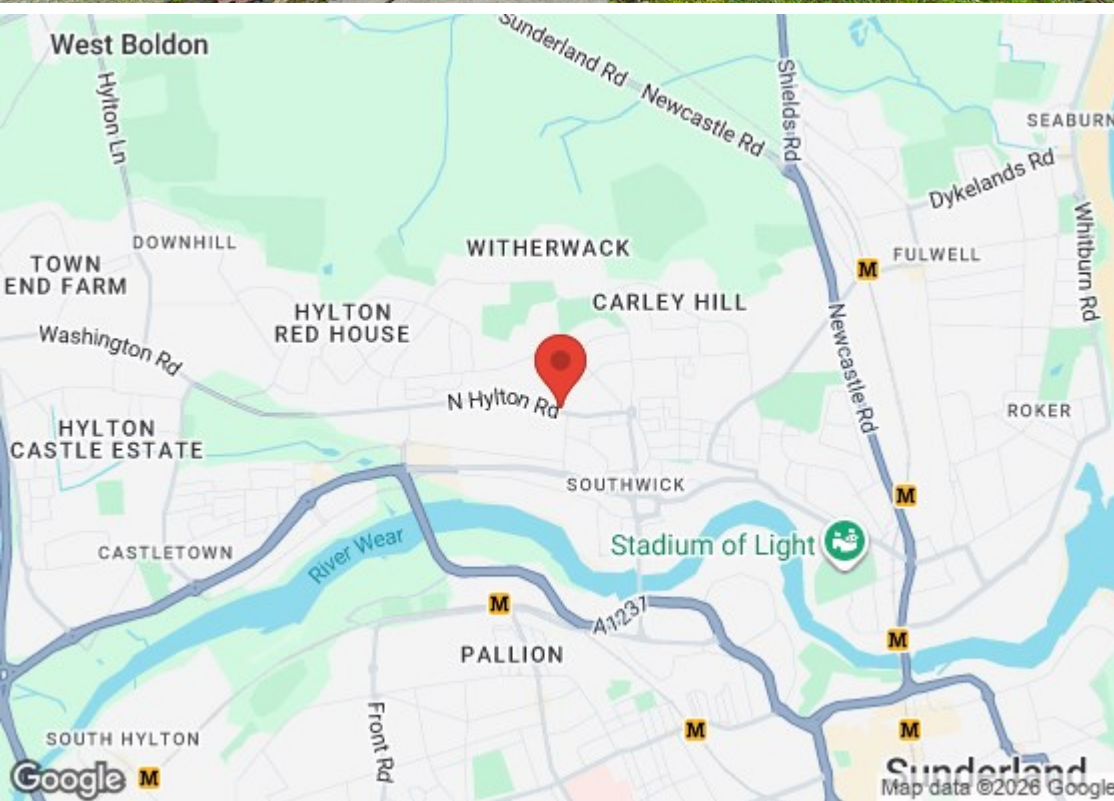 West Boldon
Hylton Ln
Sunderland Rd
Newcastle Rd
Shields Rd
SEABURN
Dykelands Rd
Whitburn Rd
DOWNHILL
WITHERWACK
M
FULWELL
TOWN
END FARM
HYLTON
RED HOUSE
CARLEY HILL
Washington Rd
N Hylton Rd
Newcastle Rd
ROKER
HYLTON
CASTLE ESTATE
SOUTHWICK
M
CASTLETOWN
River Wear
Stadium of Light
M
A1231
M
PALLION
Front Rd
SOUTH HYLTON
M
M
M
Sunderland
Google
Map data ©2026 Google